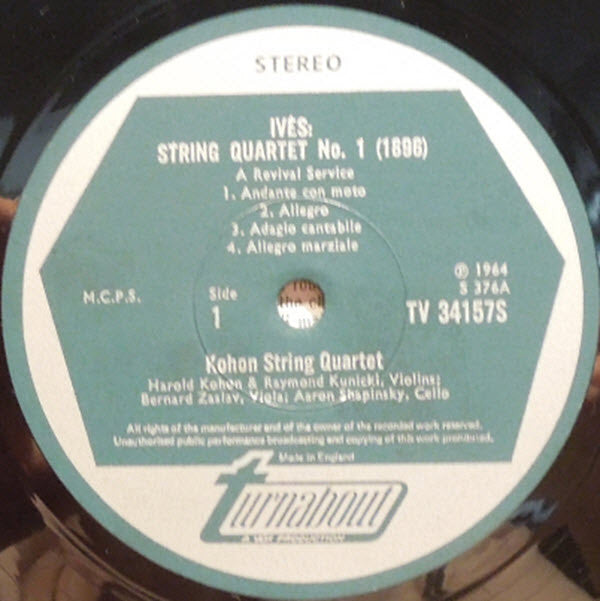 STEREO
IVES:
STRING QUARTET No. 1 (1896)
A Revival Service
1. Andante con moto
2. Allegro
3. Adagio cantabile
4. Allegro marziale
M.C.P.S.
Side
1
℗ 1964
S 376A
TV 34157S
Kohon String Quartet
Harold Kohon & Raymond Kunicki, Violins;
Bernard Zaslav, Viola; Aaron Shapinsky, Cello
All rights of the manufacturer and of the owner of the recorded work reserved.
Unauthorised public performance broadcasting and copying of this work prohibited.
Made in England
turnabout
A VOX PRODUCTION